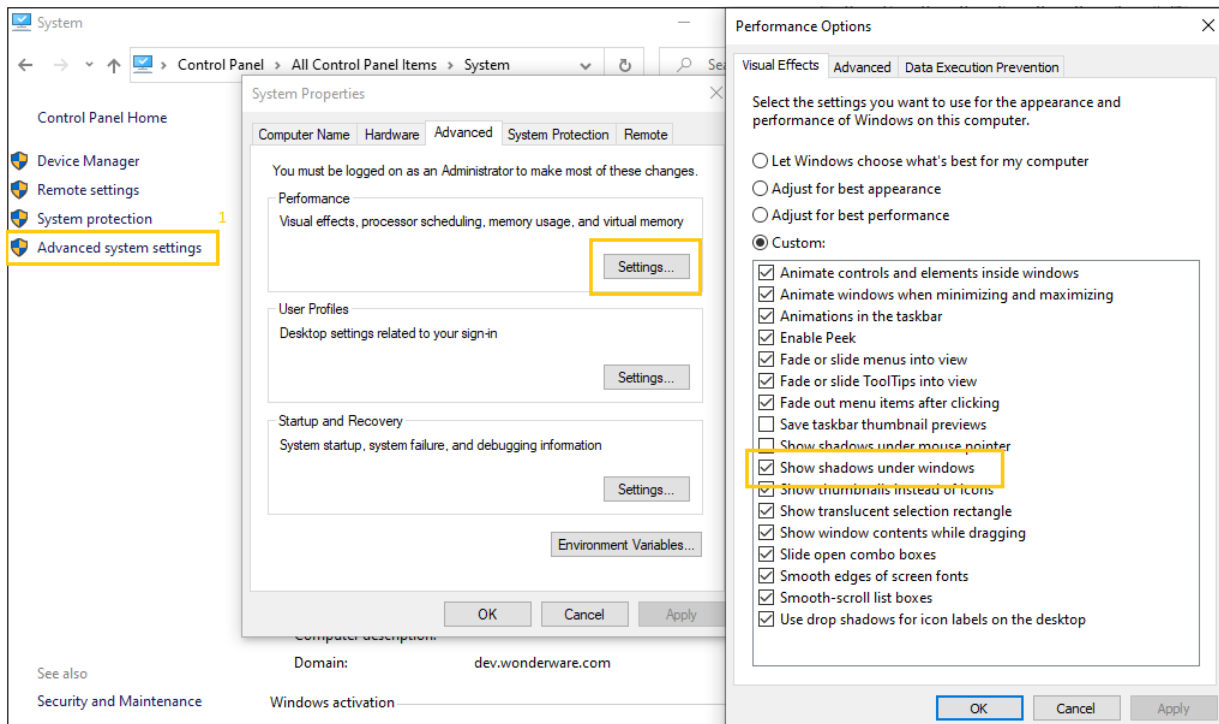 System
Control Panel > All Control Panel Items > System
Control Panel Home
Device Manager
Remote settings
System protection
1
Advanced system settings
See also
Security and Maintenance
Domain: dev.wonderware.com
Windows activation
System Properties
Computer Name Hardware Advanced System Protection Remote
You must be logged on as an Administrator to make most of these changes.
Performance
Visual effects, processor scheduling, memory usage, and virtual memory
Settings...
User Profiles
Desktop settings related to your sign-in
Settings...
Startup and Recovery
System startup, system failure, and debugging information
Settings...
Environment Variables...
OK Cancel Apply
Computer description:
Performance Options
Visual Effects Advanced Data Execution Prevention
Select the settings you want to use for the appearance and
performance of Windows on this computer.
Let Windows choose what's best for my computer
Adjust for best appearance
Adjust for best performance
Custom:
Animate controls and elements inside windows
Animate windows when minimizing and maximizing
Animations in the taskbar
Enable Peek
Fade or slide menus into view
Fade or slide ToolTips into view
Fade out menu items after clicking
Save taskbar thumbnail previews
Show shadows under mouse pointer
Show shadows under windows
Show thumbnails instead of icons
Show translucent selection rectangle
Show window contents while dragging
Slide open combo boxes
Smooth edges of screen fonts
Smooth-scroll list boxes
Use drop shadows for icon labels on the desktop
OK Cancel Apply